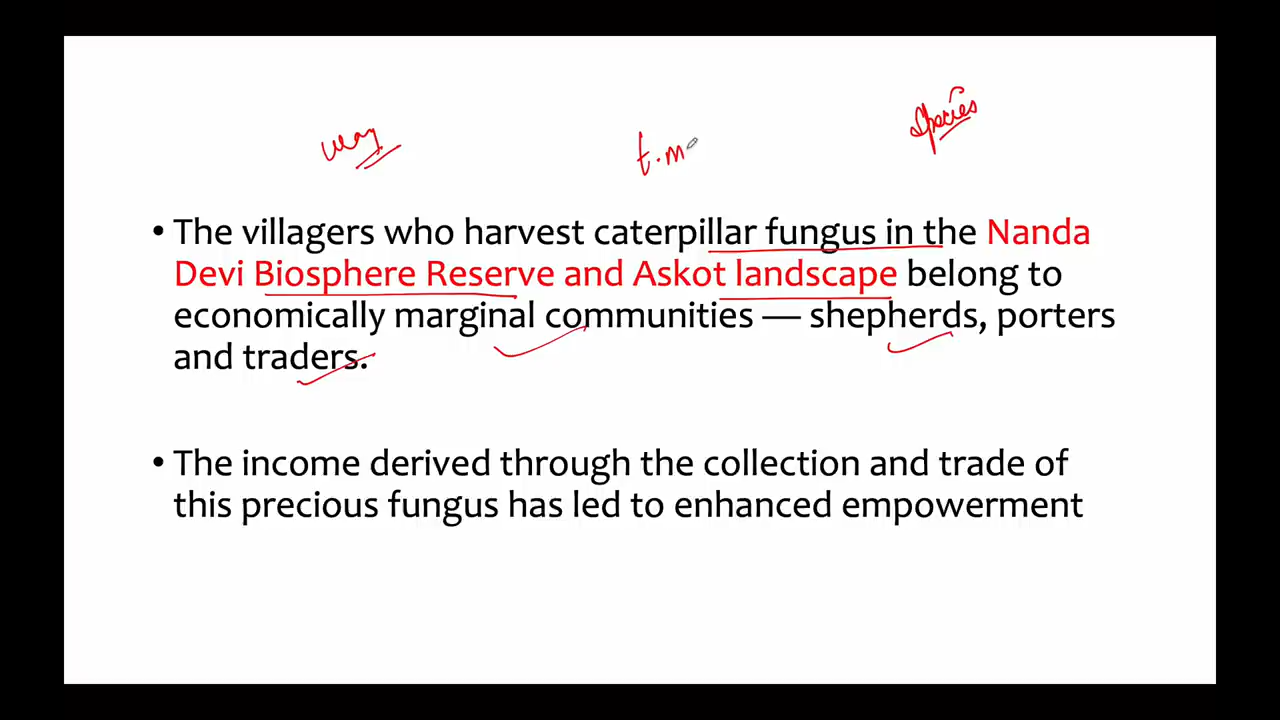 species
t.m
• The villagers who harvest caterpillar fungus in the Nanda
Devi Biosphere Reserve and Askot landscape belong to
economically marginal communities — shepherds, porters
and traders.
• The income derived through the collection and trade of
this precious fungus has led to enhanced empowerment